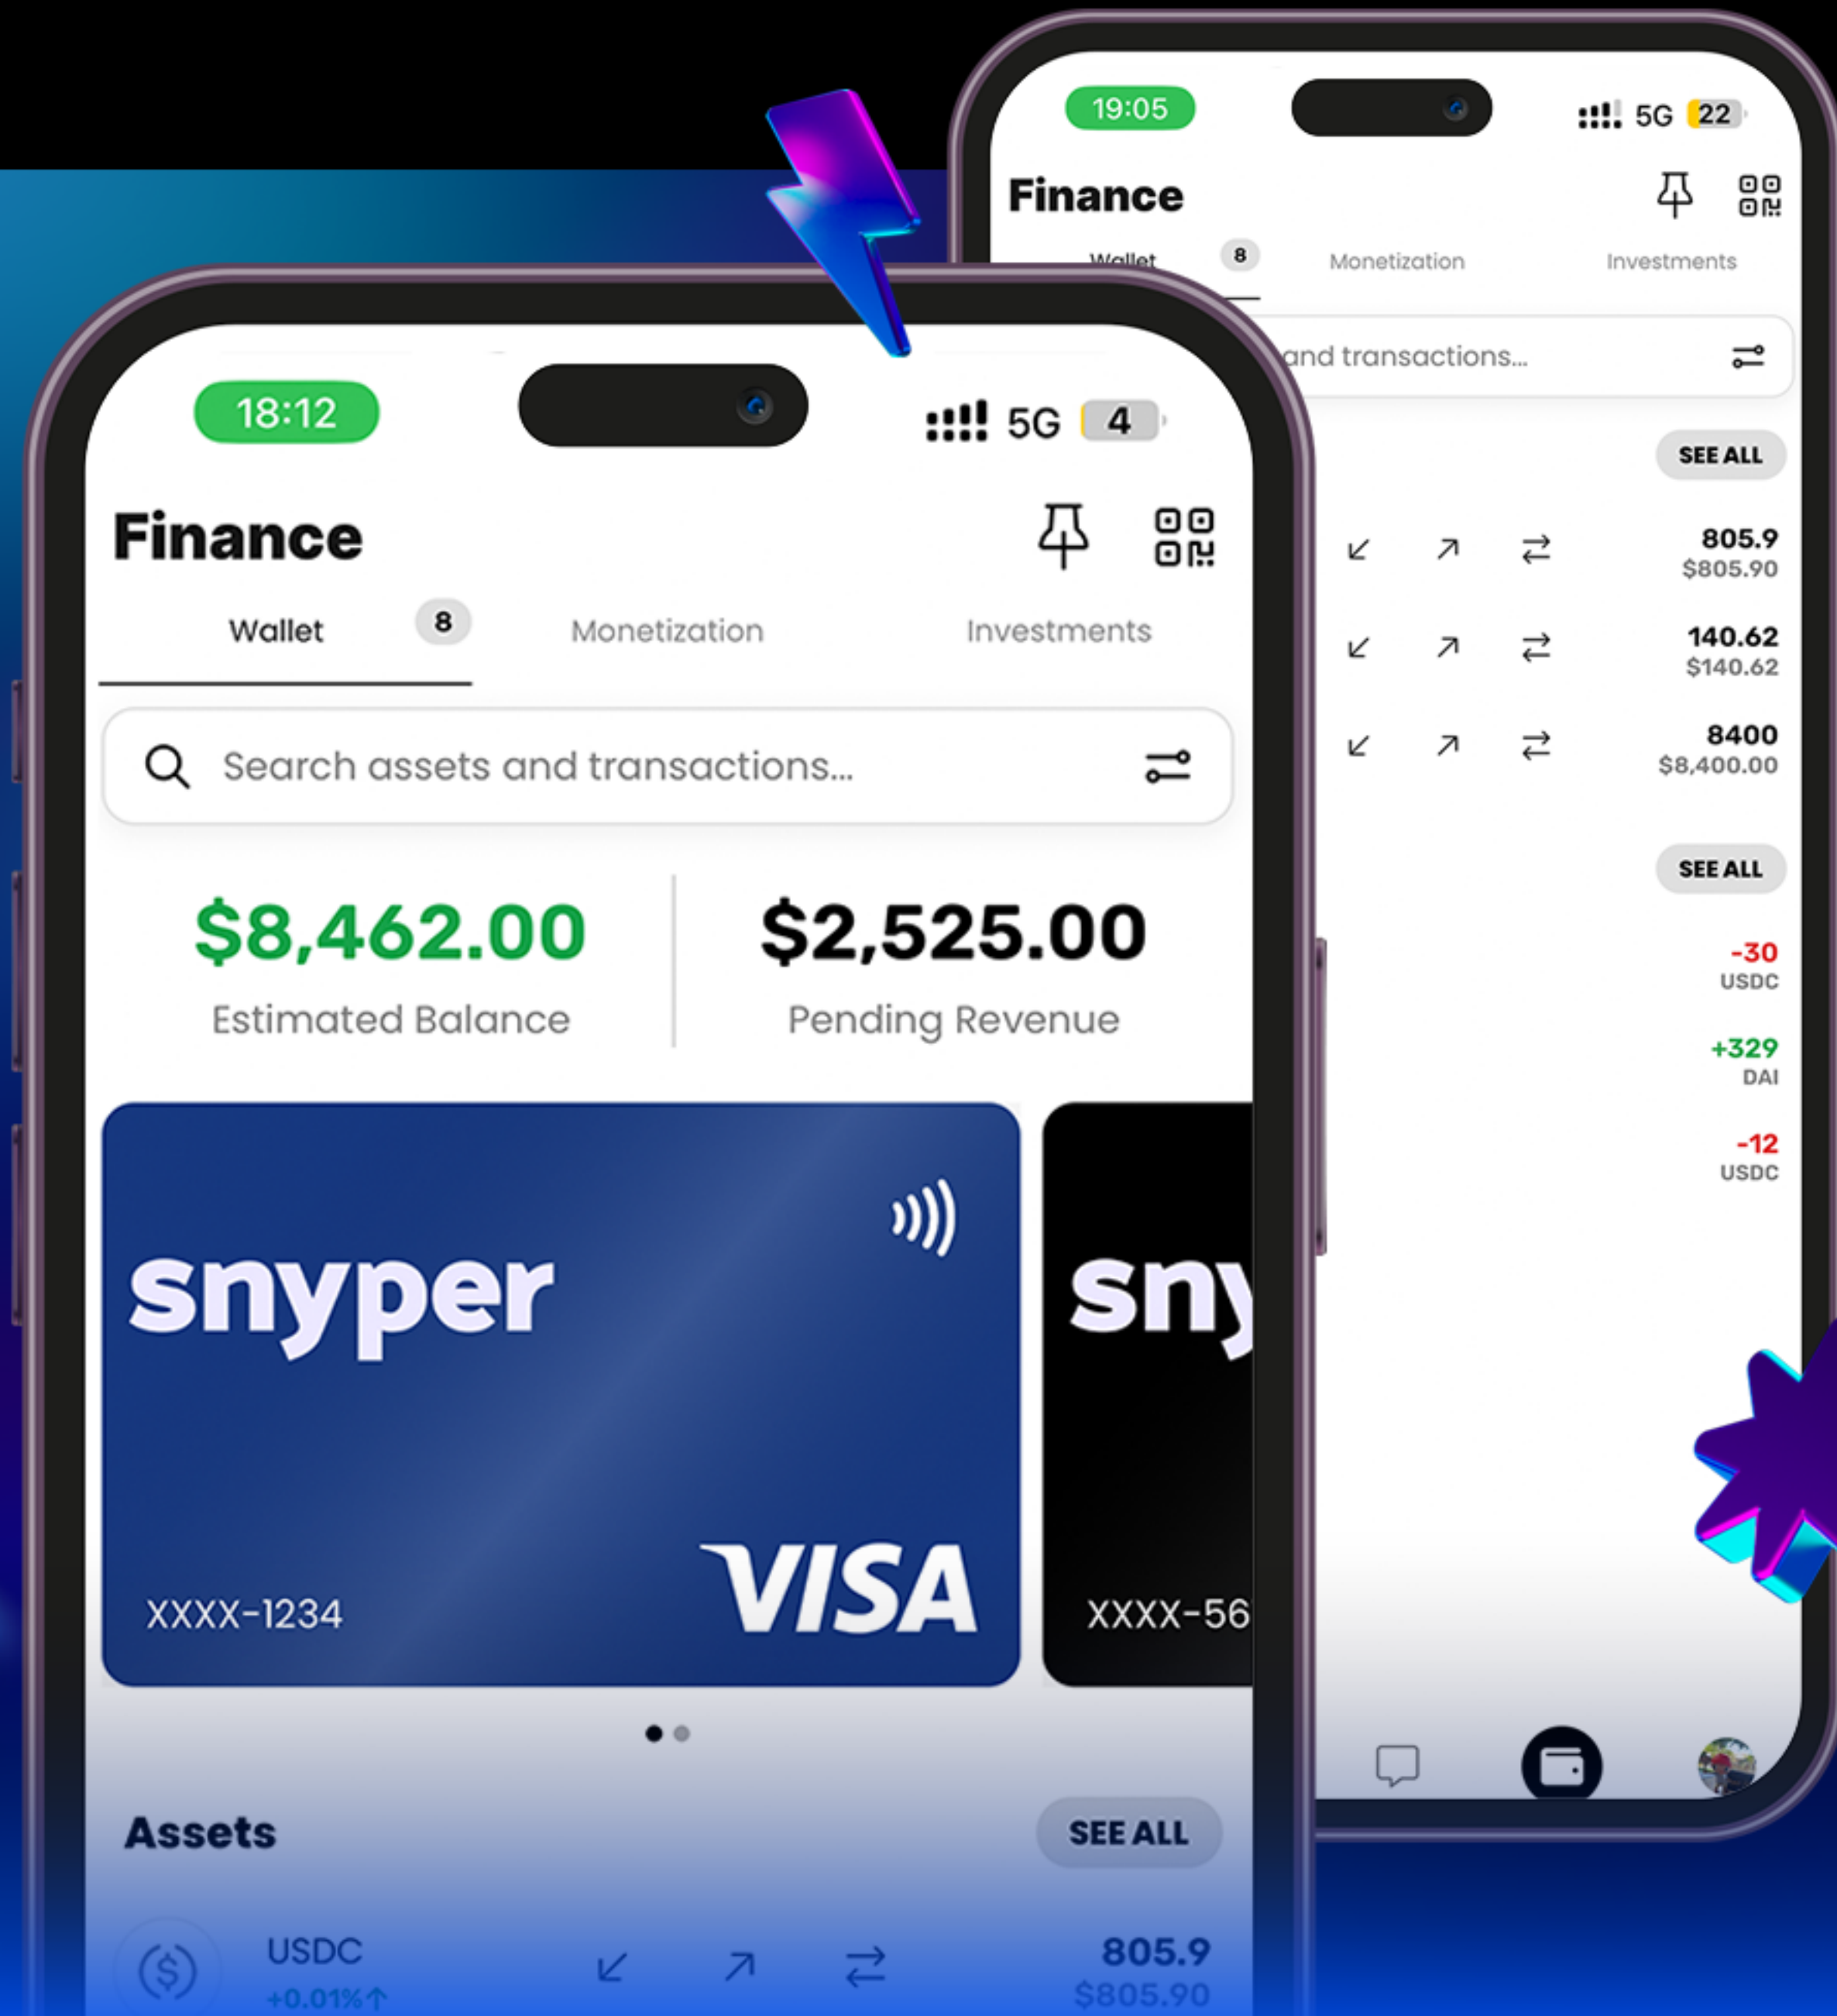 19:05
5G 22
Finance
Wallet 8 Monetization Investments
and transactions...
SEE ALL
805.9
$805.90
140.62
$140.62
8400
$8,400.00
SEE ALL
-30
USDC
+329
DAI
-12
USDC
18:12
5G 4
Finance
Wallet 8 Monetization Investments
Search assets and transactions...
$8,462.00 $2,525.00
Estimated Balance Pending Revenue
snyper sny
VISA
XXXX-1234 XXXX-56
Assets SEE ALL
USDC 805.9
+0.01%↑ $805.90